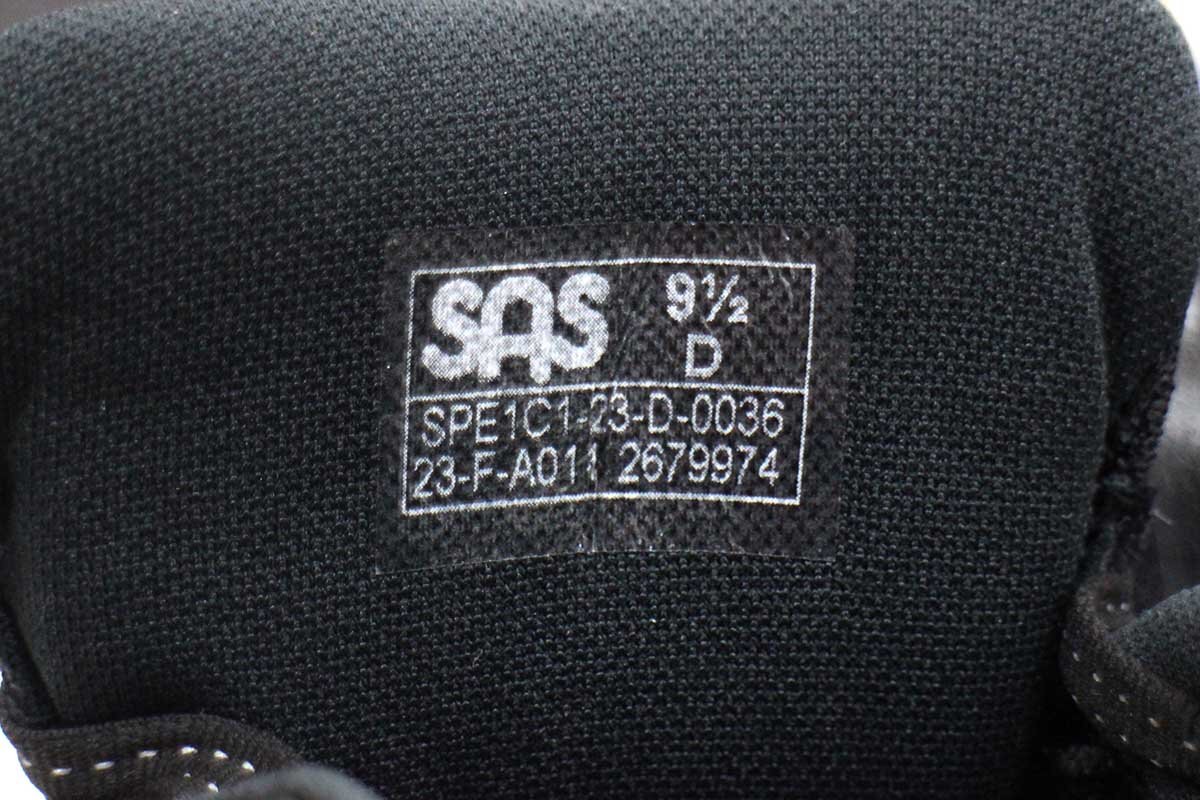 SAS 9½
D
SPE1C1-23-D-0036
23-F-A011 2679974